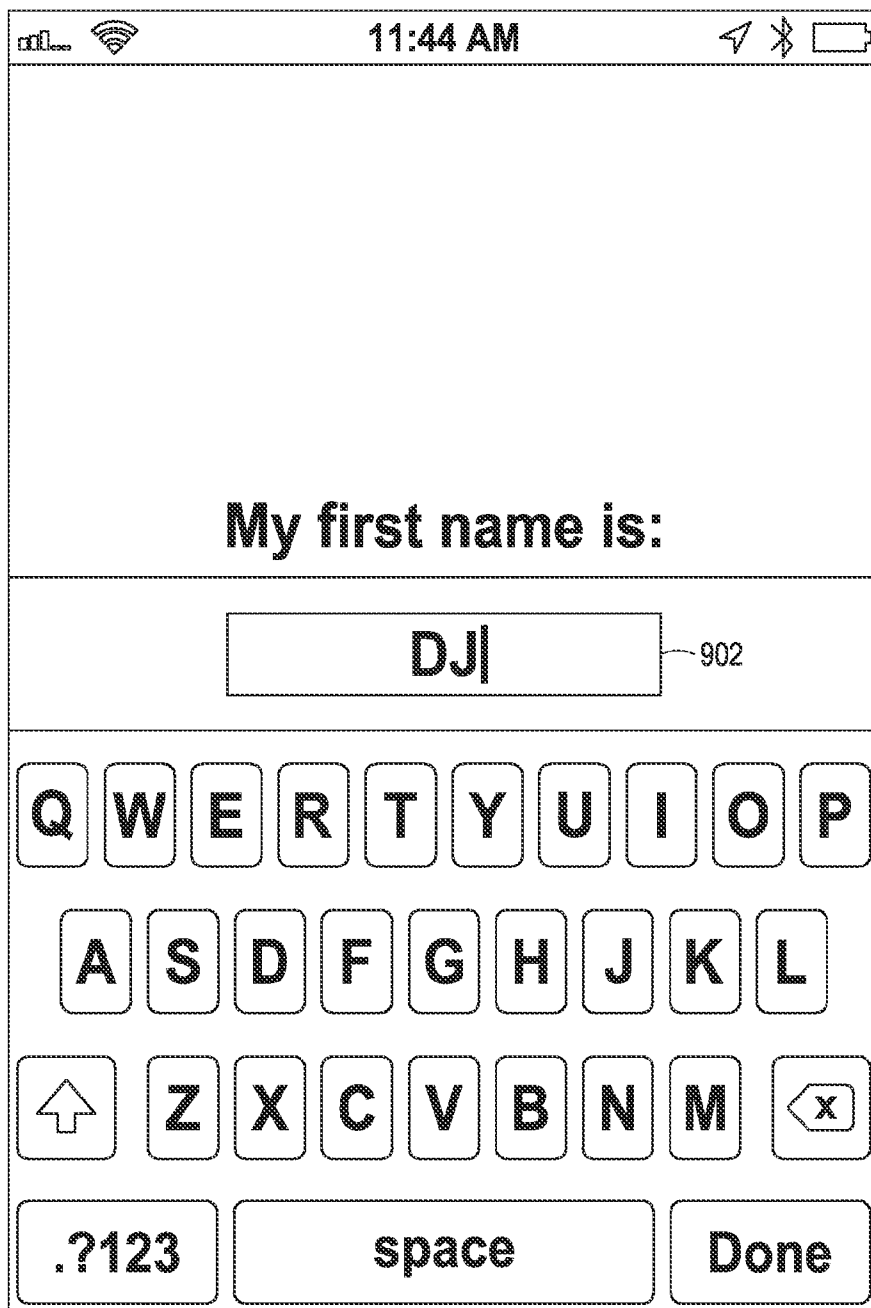 11:44 AM
My first name is:
DJ
902
Q W E R T Y U I O P
A S D F G H J K L
Z X C V B N M X
.?123 space Done